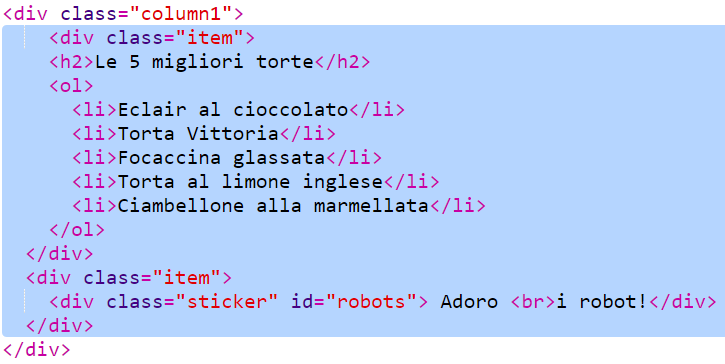 <div class="column1">
    <div class="item">
    <h2>Le 5 migliori torte</h2>
    <ol>
      <li>Eclair al cioccolato</li>
      <li>Torta Vittoria</li>
      <li>Focaccina glassata</li>
      <li>Torta al limone inglese</li>
      <li>Ciambellone alla marmellata</li>
    </ol>
  </div>
  <div class="item">
    <div class="sticker" id="robots"> Adoro <br>i robot!</div>
  </div>
</div>